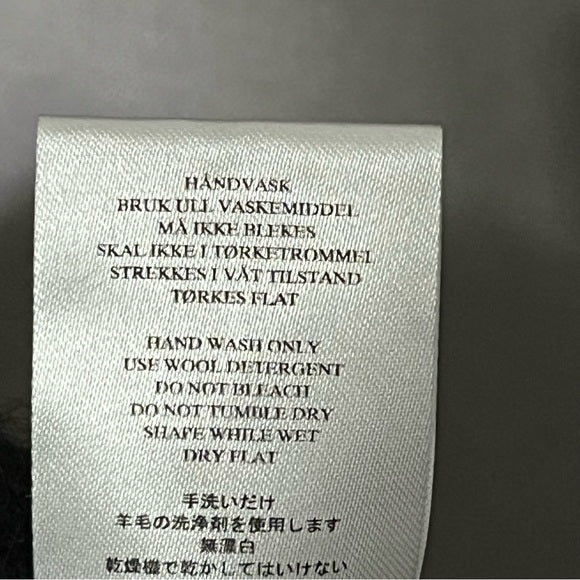 HÅNDVASK
BRUK ULL VASKEMIDDEL
MÅ IKKE BLEKES
SKAL IKKE I TØRKETROMMEL
STREKKES I VÅT TILSTAND
TØRKES FLAT
HAND WASH ONLY
USE WOOL DETERGENT
DO NOT BLEACH
DO NOT TUMBLE DRY
SHAPE WHILE WET
DRY FLAT
手洗いだけ
羊毛の洗浄剤を使用します
無漂白
乾燥機で乾かしてはいけない